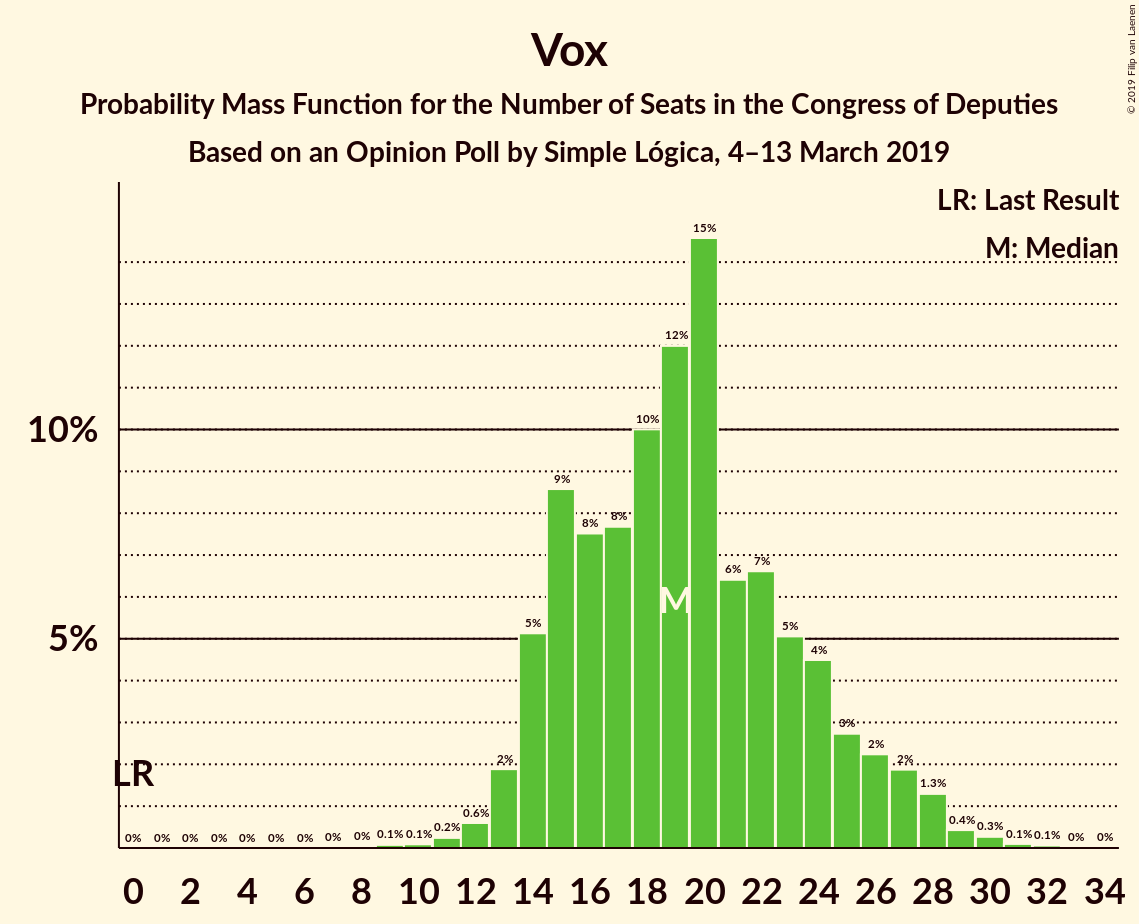 Vox
Probability Mass Function for the Number of Seats in the Congress of Deputies
Based on an Opinion Poll by Simple Lógica, 4–13 March 2019
© 2019 Filip van Laenen
LR: Last Result
M: Median
10%
5%
LR
M
0% 0% 0% 0% 0% 0% 0% 0% 0% 0.1% 0.1% 0.2% 0.6% 2% 5% 9% 8% 8% 10% 12% 15% 6% 7% 5% 4% 3% 2% 2% 1.3% 0.4% 0.3% 0.1% 0.1% 0% 0%
0 2 4 6 8 10 12 14 16 18 20 22 24 26 28 30 32 34